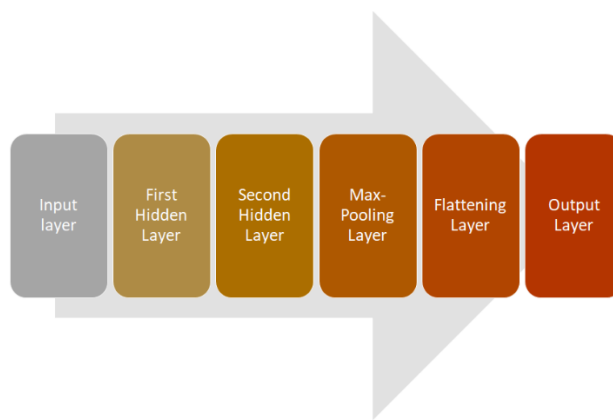 Input
layer
First
Hidden
Layer
Second
Hidden
Layer
Max-
Pooling
Layer
Flattening
Layer
Output
Layer